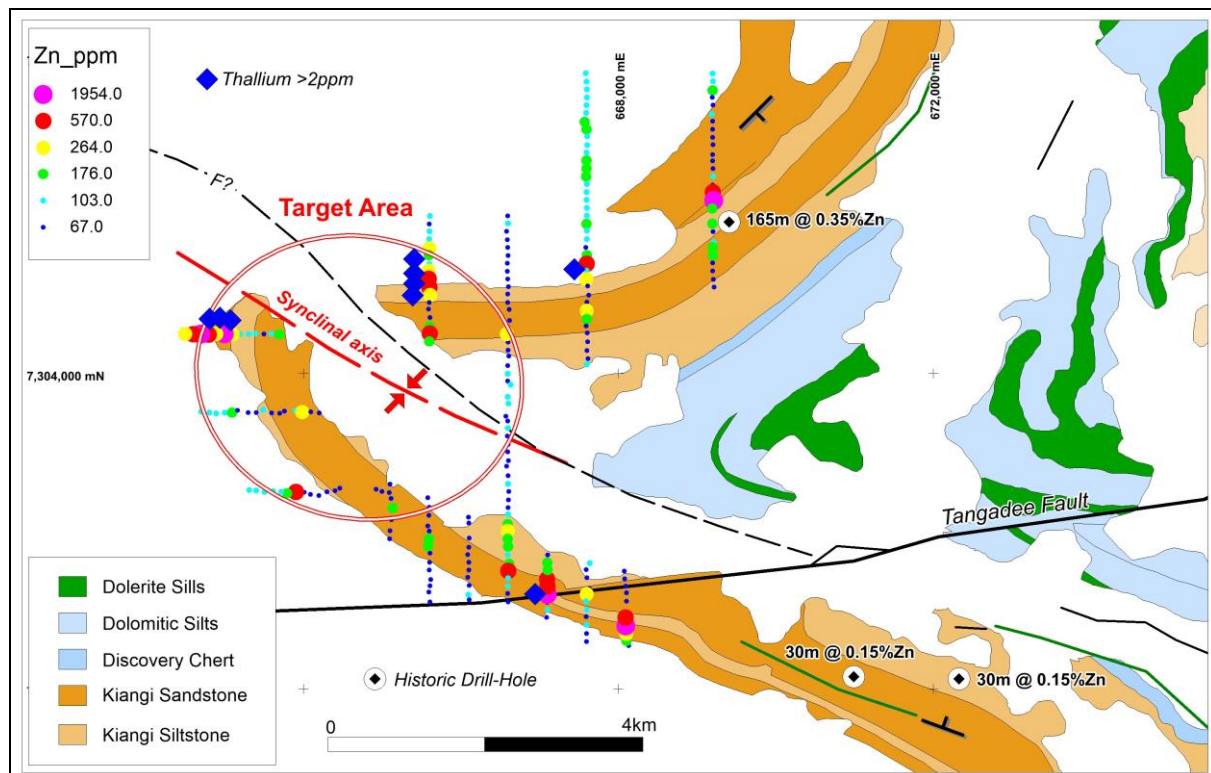 Zn_ppm
1954.0
570.0
264.0
176.0
103.0
67.0
Thallium >2ppm
668,000 mE
672,000 mE
F?
Target Area
165m @ 0.35%Zn
Synclinal axis
7,304,000 mN
Tangadee Fault
Dolerite Sills
Dolomitic Silts
Discovery Chert
Kiangi Sandstone
Kiangi Siltstone
30m @ 0.15%Zn
30m @ 0.15%Zn
Historic Drill-Hole
0
4km